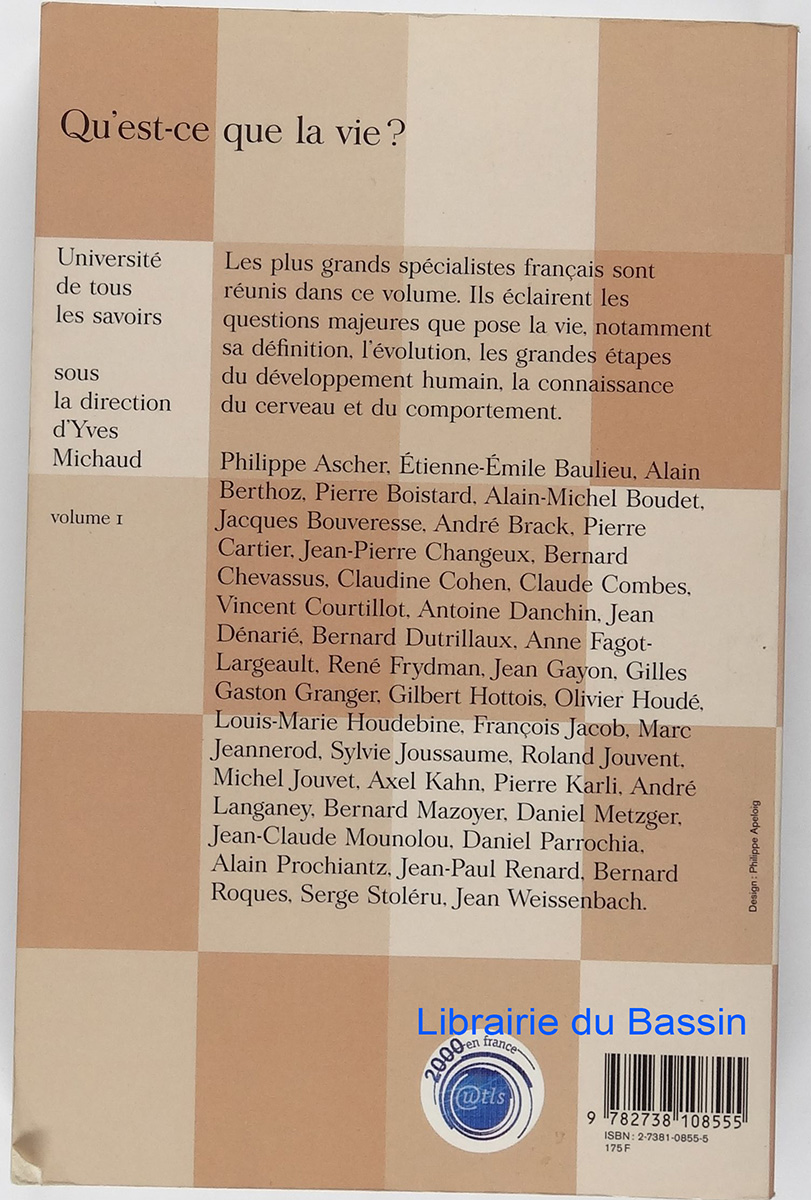 Qu'est-ce que la vie ?
Université
de tous
les savoirs
sous
la direction
d'Yves
Michaud
volume I
Les plus grands spécialistes français sont
réunis dans ce volume. Ils éclairent les
questions majeures que pose la vie, notamment
sa définition, l'évolution, les grandes étapes
du développement humain, la connaissance
du cerveau et du comportement.
Philippe Ascher, Étienne-Émile Baulieu, Alain
Berthoz, Pierre Boistard, Alain-Michel Boudet,
Jacques Bouveresse, André Brack, Pierre
Cartier, Jean-Pierre Changeux, Bernard
Chevassus, Claudine Cohen, Claude Combes,
Vincent Courtillot, Antoine Danchin, Jean
Dénarié, Bernard Dutrillaux, Anne Fagot-
Largeault, René Frydman, Jean Gayon, Gilles
Gaston Granger, Gilbert Hottois, Olivier Houdé,
Louis-Marie Houdebine, François Jacob, Marc
Jeannerod, Sylvie Joussaume, Roland Jouvent,
Michel Jouvet, Axel Kahn, Pierre Karli, André
Langaney, Bernard Mazoyer, Daniel Metzger,
Jean-Claude Mounolou, Daniel Parrochia,
Alain Prochiantz, Jean-Paul Renard, Bernard
Roques, Serge Stoléru, Jean Weissenbach.
Design : Philippe Apeloig
Librairie du Bassin
2000 en france
@utls
9 782738 108555
ISBN : 2-7381-0855-5
175 F